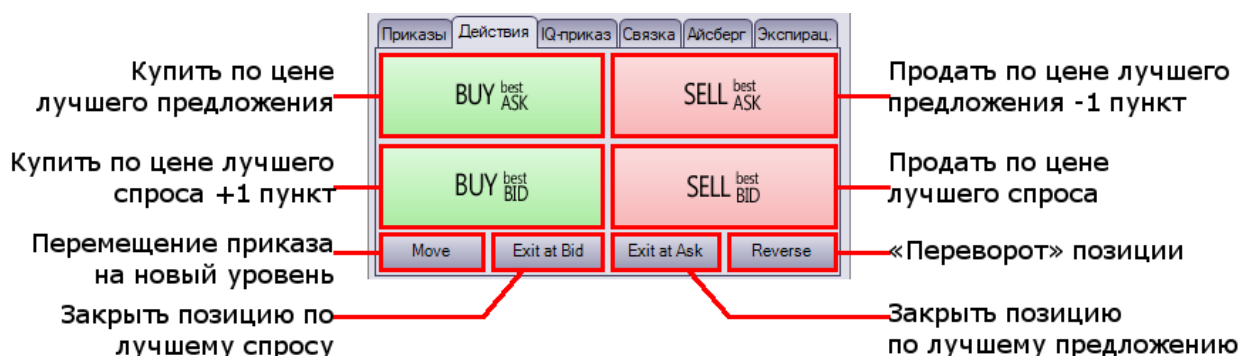 Приказы Действия IQ-приказ Связка Айсберг Экспирац.
Купить по цене
лучшего предложения
BUY best ASK
SELL best ASK
Продать по цене лучшего
предложения -1 пункт
Купить по цене лучшего
спроса +1 пункт
BUY best BID
SELL best BID
Продать по цене
лучшего спроса
Перемещение приказа
на новый уровень
Move Exit at Bid Exit at Ask Reverse
«Переворот» позиции
Закрыть позицию по
лучшему спросу
Закрыть позицию
по лучшему предложению